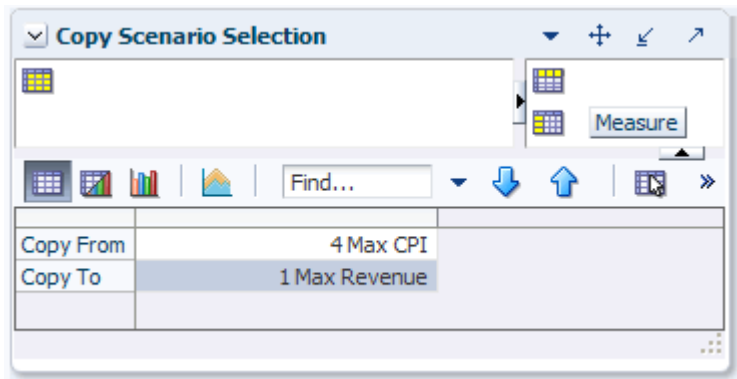 Copy Scenario Selection
Measure
Find...
Copy From 4 Max CPI
Copy To 1 Max Revenue